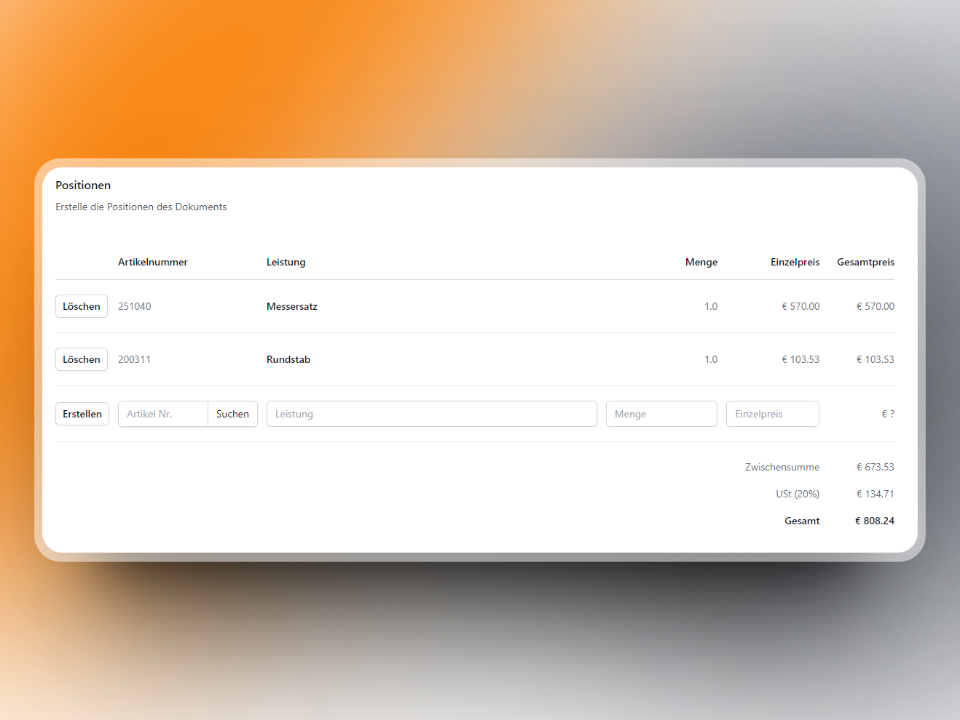 Positionen
Erstelle die Positionen des Dokuments
Artikelnummer Leistung Menge Einzelpreis Gesamtpreis
Löschen 251040 Messersatz 1.0 € 570.00 € 570.00
Löschen 200311 Rundstab 1.0 € 103.53 € 103.53
Erstellen Artikel Nr. Suchen Leistung Menge Einzelpreis € ?
Zwischensumme € 673.53
USt (20%) € 134.71
Gesamt € 808.24